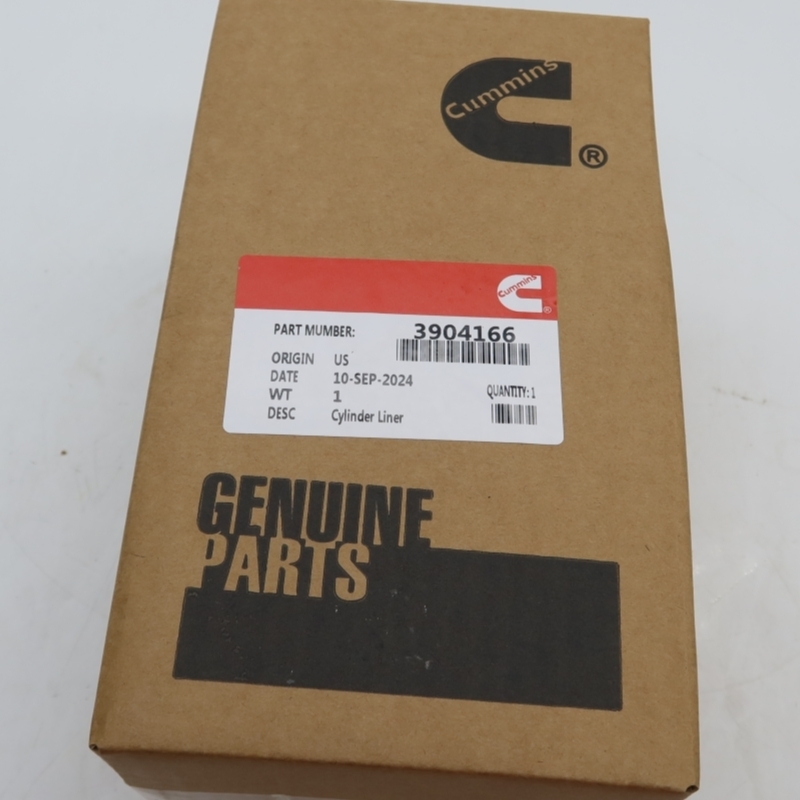 Cummins
®
Cummins
®
PART MUMBER: 3904166
ORIGIN US
DATE 10-SEP-2024
WT 1
QUANTITY:1
DESC Cylinder Liner
GENUINE
PARTS